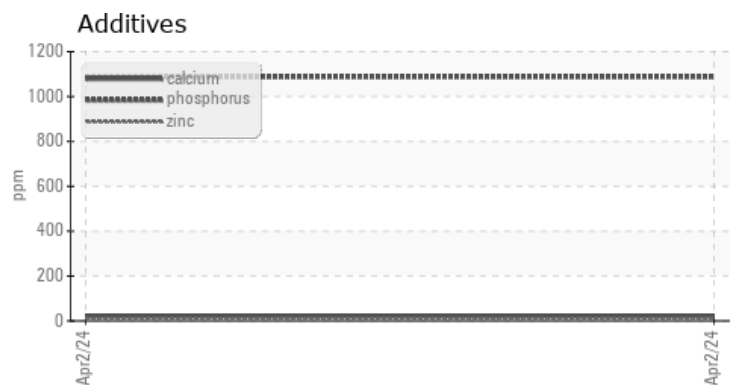 Additives
1200
1000
800
600
400
200
0
ppm
calcium
phosphorus
zinc
Apr2/24
Apr2/24